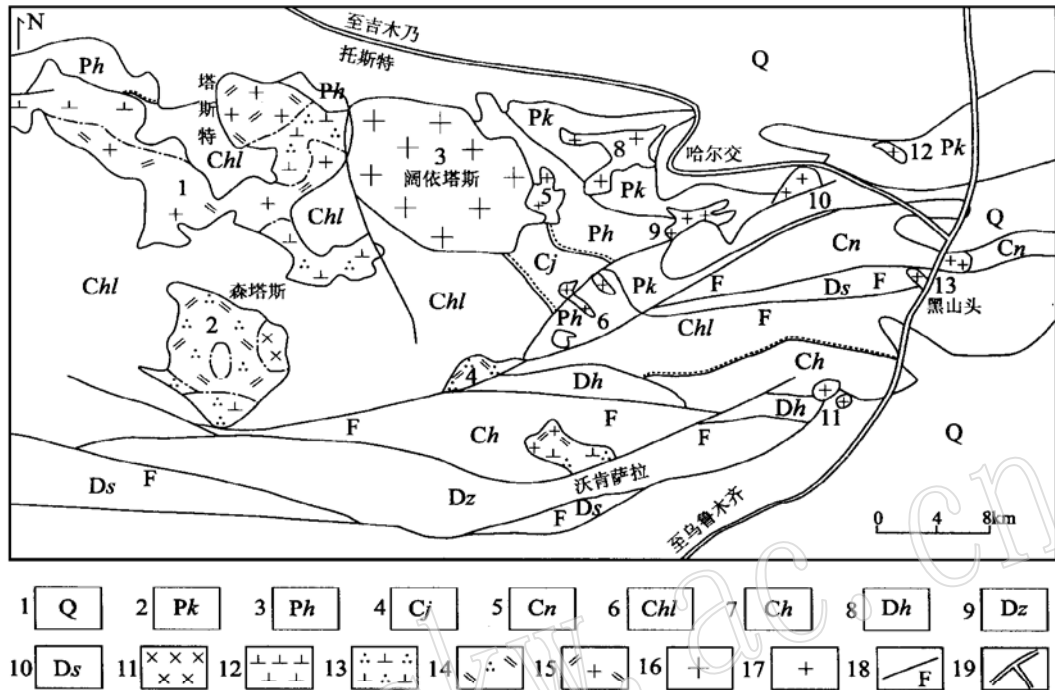 N
至吉木乃
托斯特
Q
Ph
塔斯特
Ph
Pk
8
哈尔交
12
Pk
Chl
3
阔依塔斯
5
Pk
10
1
Chl
Ph
9
Q
Cn
Cn
Cj
Pk
F
Ds
F
13
黑山头
Chl
森塔斯
Chl
Ph
6
Chl
F
2
4
Dh
Ch
Dh
11
F
F
F
Ch
Q
Ds
F
沃肯萨拉
Dz
F
Ds
至乌鲁木齐
0 4 8km
1 Q 2 Pk 3 Ph 4 Cj 5 Cn 6 Chl 7 Ch 8 Dh 9 Dz
10 Ds 11 12 13 14 15 16 17 18 F 19